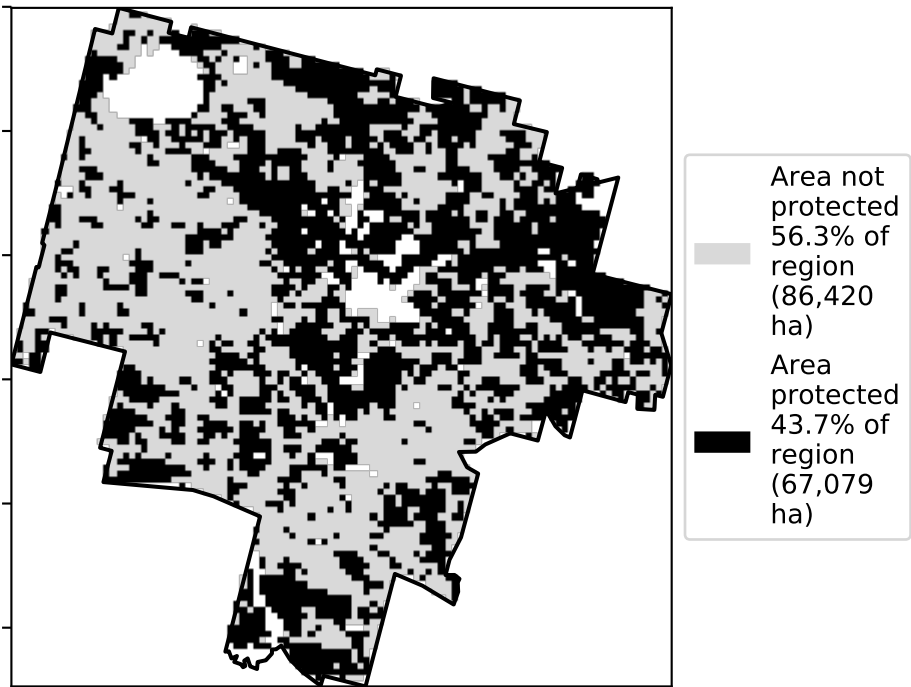 Area not
protected
56.3% of
region
(86,420
ha)
Area
protected
43.7% of
region
(67,079
ha)